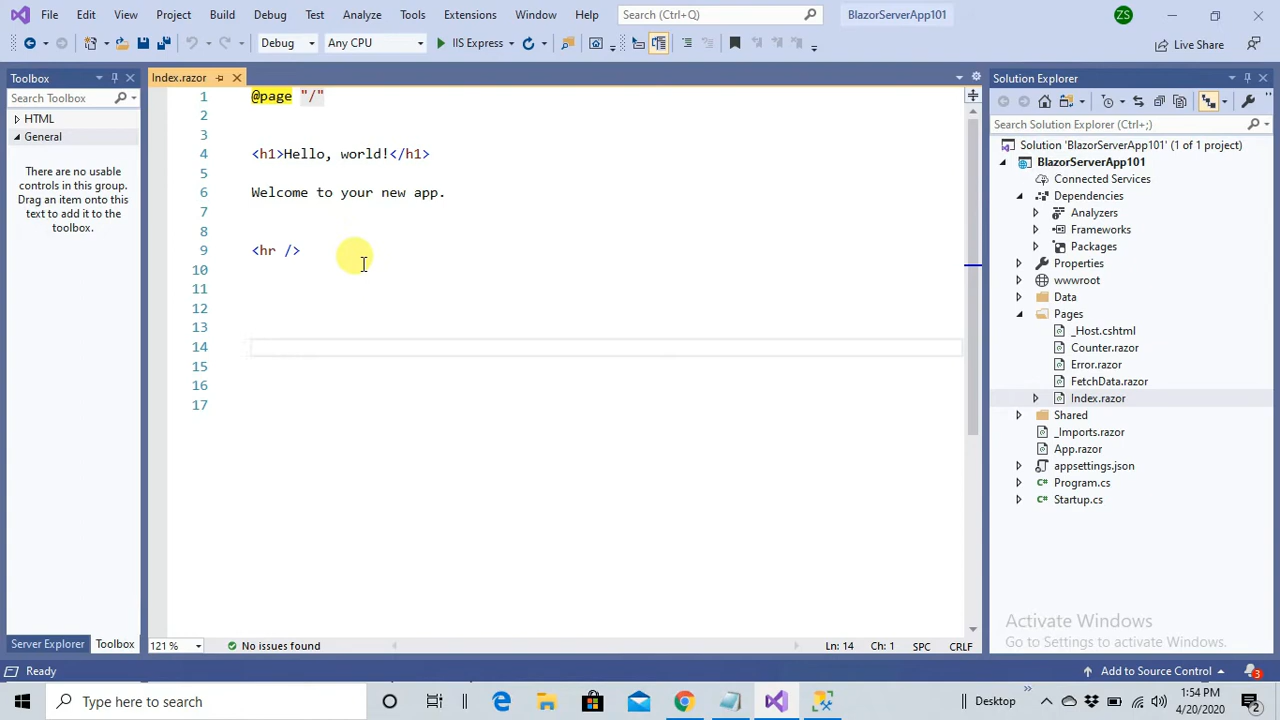 File Edit View Project Build Debug Test Analyze Tools Extensions Window Help Search (Ctrl+Q) BlazorServerApp101 ZS
Debug Any CPU IIS Express Live Share
Toolbox
Search Toolbox
HTML
General
There are no usable
controls in this group.
Drag an item onto this
text to add it to the
toolbox.
Server Explorer Toolbox
Index.razor
1 @page "/"
2
3
4 <h1>Hello, world!</h1>
5
6 Welcome to your new app.
7
8
9 <hr />
10
11
12
13
14
15
16
17
121 % No issues found Ln: 14 Ch: 1 SPC CRLF
Solution Explorer
Search Solution Explorer (Ctrl+;)
Solution 'BlazorServerApp101' (1 of 1 project)
BlazorServerApp101
Connected Services
Dependencies
Analyzers
Frameworks
Packages
Properties
wwwroot
Data
Pages
_Host.cshtml
Counter.razor
Error.razor
FetchData.razor
Index.razor
Shared
_Imports.razor
App.razor
appsettings.json
Program.cs
Startup.cs
Activate Windows
Go to Settings to activate Windows.
Ready Add to Source Control 3
Type here to search Desktop 1:54 PM
4/20/2020 2